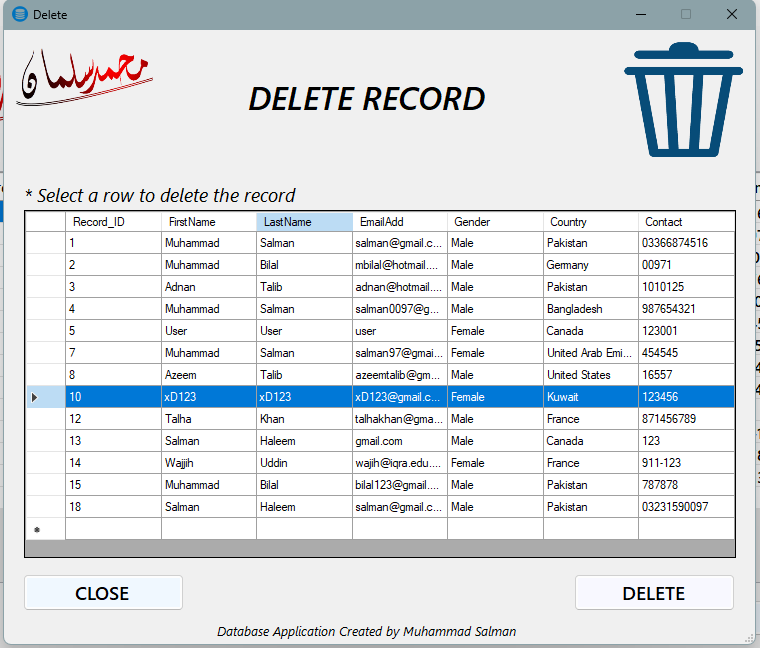 Delete
محمد سلمان
DELETE RECORD
* Select a row to delete the record
Record_ID FirstName LastName EmailAdd Gender Country Contact
1 Muhammad Salman salman@gmail.c... Male Pakistan 03366874516
2 Muhammad Bilal mbilal@hotmail.... Male Germany 00971
3 Adnan Talib adnan@hotmail.... Male Pakistan 1010125
4 Muhammad Salman salman0097@g... Male Bangladesh 987654321
5 User User user Female Canada 123001
7 Muhammad Salman salman97@gmai... Female United Arab Emi... 454545
8 Azeem Talib azeemtalib@gm... Male United States 16557
10 xD123 xD123 xD123@gmail.c... Female Kuwait 123456
12 Talha Khan talhakhan@gma... Male France 871456789
13 Salman Haleem gmail.com Male Canada 123
14 Wajjih Uddin wajih@iqra.edu.... Female France 911-123
15 Muhammad Bilal bilal123@gmail.... Male Pakistan 787878
18 Salman Haleem salman@gmail.c... Male Pakistan 03231590097
*
CLOSE DELETE
Database Application Created by Muhammad Salman